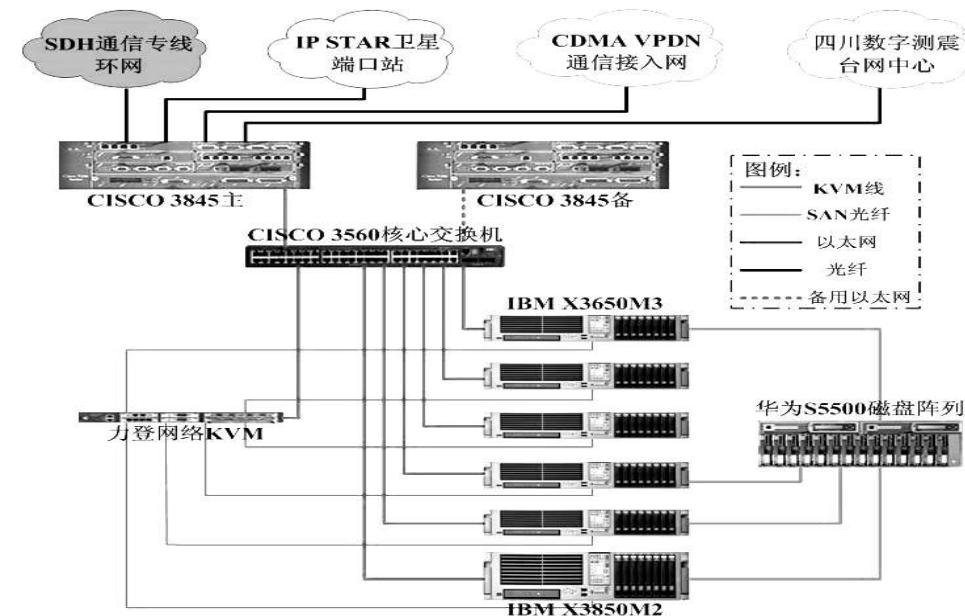 SDH通信专线
环网
IP STAR卫星
端口站
CDMA VPDN
通信接入网
四川数字测震
台网中心
CISCO 3845主
CISCO 3845备
图例：
KVM线
SAN光纤
以太网
光纤
备用以太网
CISCO 3560核心交换机
IBM X3650M3
力登网络KVM
华为S5500磁盘阵列
IBM X3850M2